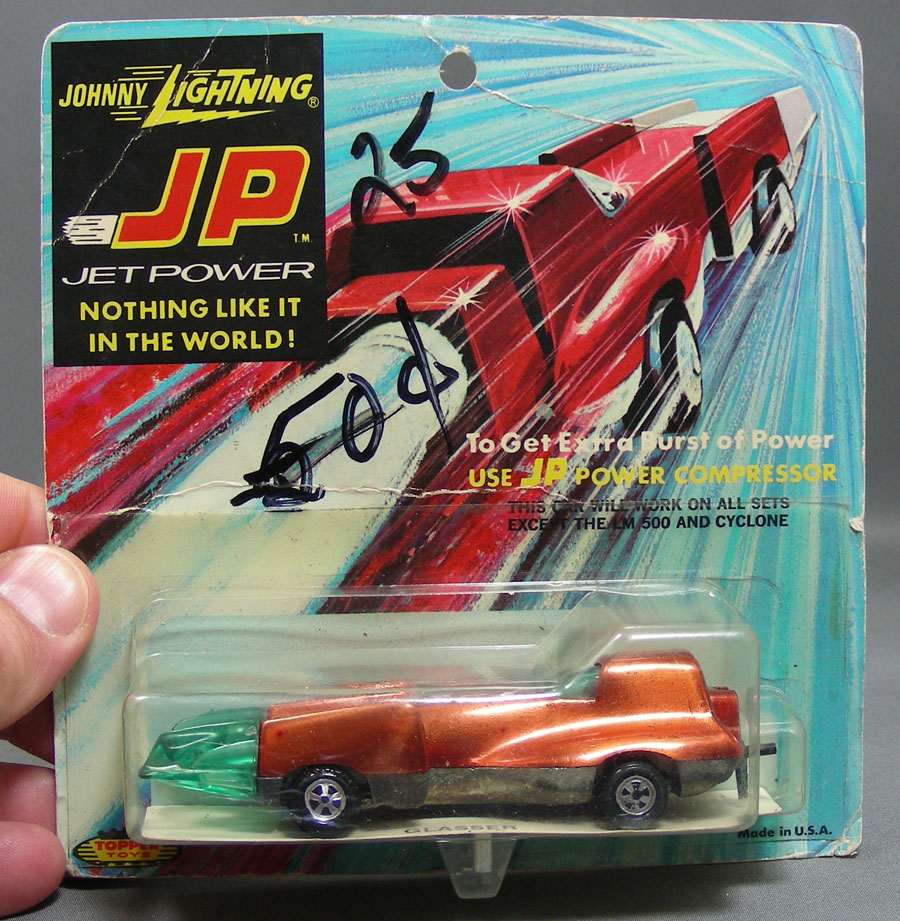 JOHNNY LIGHTNING®
JP
T.M.
JET POWER
NOTHING LIKE IT
IN THE WORLD!
25
50¢
To Get Extra Burst of Power
USE JP POWER COMPRESSOR
THIS CAR WILL WORK ON ALL SETS
EXCEPT THE LM 500 AND CYCLONE
GLASSER
TOPPER
TOYS
Made in U.S.A.